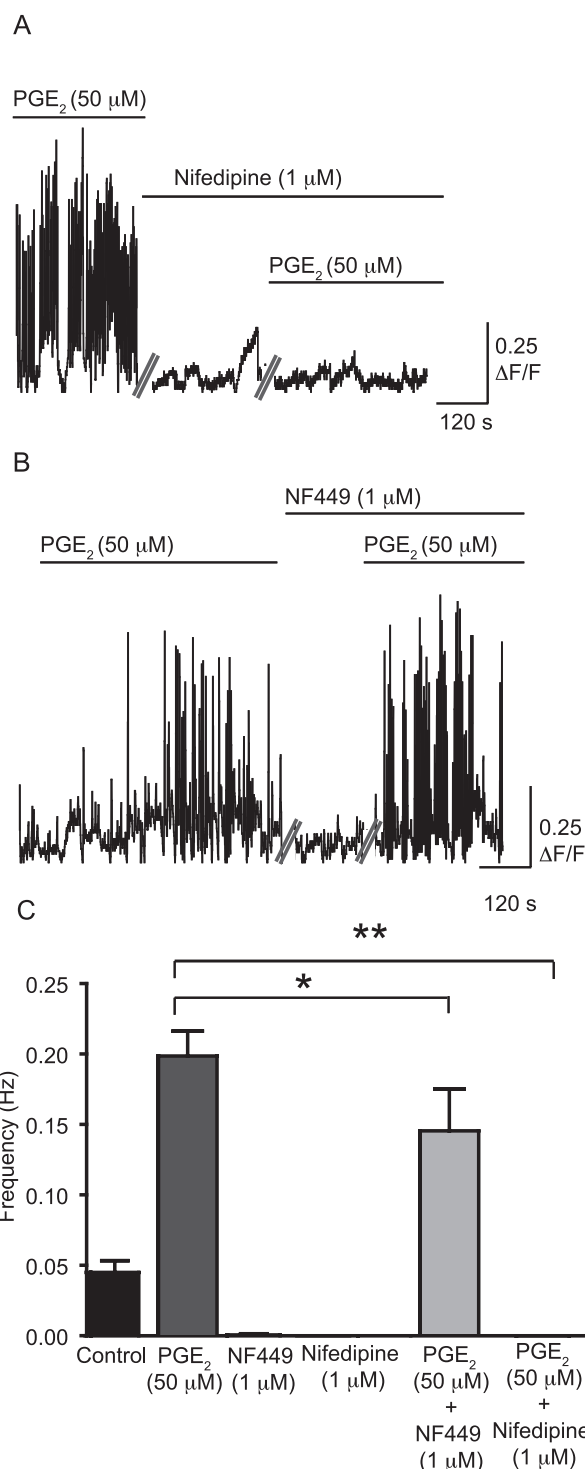 A
PGE2 (50 μM)
Nifedipine (1 μM)
PGE2 (50 μM)
0.25
ΔF/F
120 s
B
NF449 (1 μM)
PGE2 (50 μM)
PGE2 (50 μM)
0.25
ΔF/F
120 s
C
**
*
0.25
0.20
0.15
0.10
0.05
0.00
Frequency (Hz)
Control
PGE2
(50 μM)
NF449
(1 μM)
Nifedipine
(1 μM)
PGE2
(50 μM)
+
NF449
(1 μM)
PGE2
(50 μM)
+
Nifedipine
(1 μM)